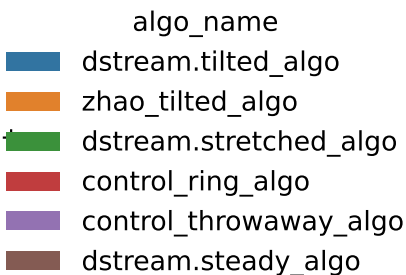 algo_name
dstream.tilted_algo
zhao_tilted_algo
dstream.stretched_algo
control_ring_algo
control_throwaway_algo
dstream.steady_algo